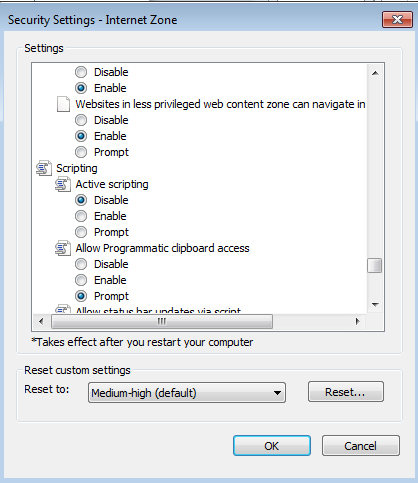 Security Settings - Internet Zone
Settings
Disable
Enable
Websites in less privileged web content zone can navigate in
Disable
Enable
Prompt
Scripting
Active scripting
Disable
Enable
Prompt
Allow Programmatic clipboard access
Disable
Enable
Prompt
Allow status bar updates via script
*Takes effect after you restart your computer
Reset custom settings
Reset to:
Medium-high (default)
Reset...
OK
Cancel